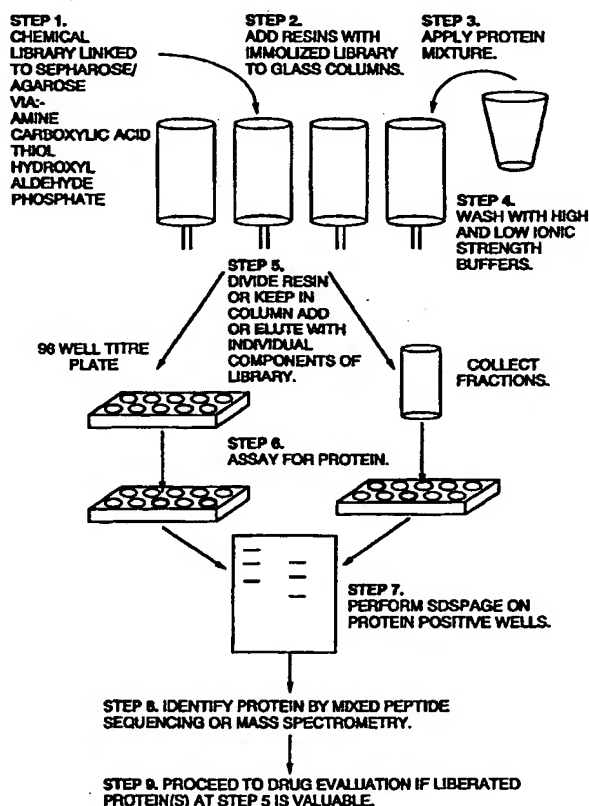 STEP 1.
CHEMICAL
LIBRARY LINKED
TO SEPHAROSE/
AGAROSE
VIA:-
AMINE
CARBOXYLIC ACID
THIOL
HYDROXYL
ALDEHYDE
PHOSPHATE
STEP 2.
ADD RESINS WITH
IMMOLIZED LIBRARY
TO GLASS COLUMNS.
STEP 3.
APPLY PROTEIN
MIXTURE.
STEP 4.
WASH WITH HIGH
AND LOW IONIC
STRENGTH
BUFFERS.
STEP 5.
DIVIDE RESIN
OR KEEP IN
COLUMN ADD
OR ELUTE WITH
INDIVIDUAL
COMPONENTS OF
LIBRARY.
96 WELL TITRE
PLATE
COLLECT
FRACTIONS.
STEP 6.
ASSAY FOR PROTEIN.
STEP 7.
PERFORM SDSPAGE ON
PROTEIN POSITIVE WELLS.
STEP 8. IDENTIFY PROTEIN BY MIXED PEPTIDE
SEQUENCING OR MASS SPECTROMETRY.
STEP 9. PROCEED TO DRUG EVALUATION IF LIBERATED
PROTEIN(S) AT STEP 5 IS VALUABLE.